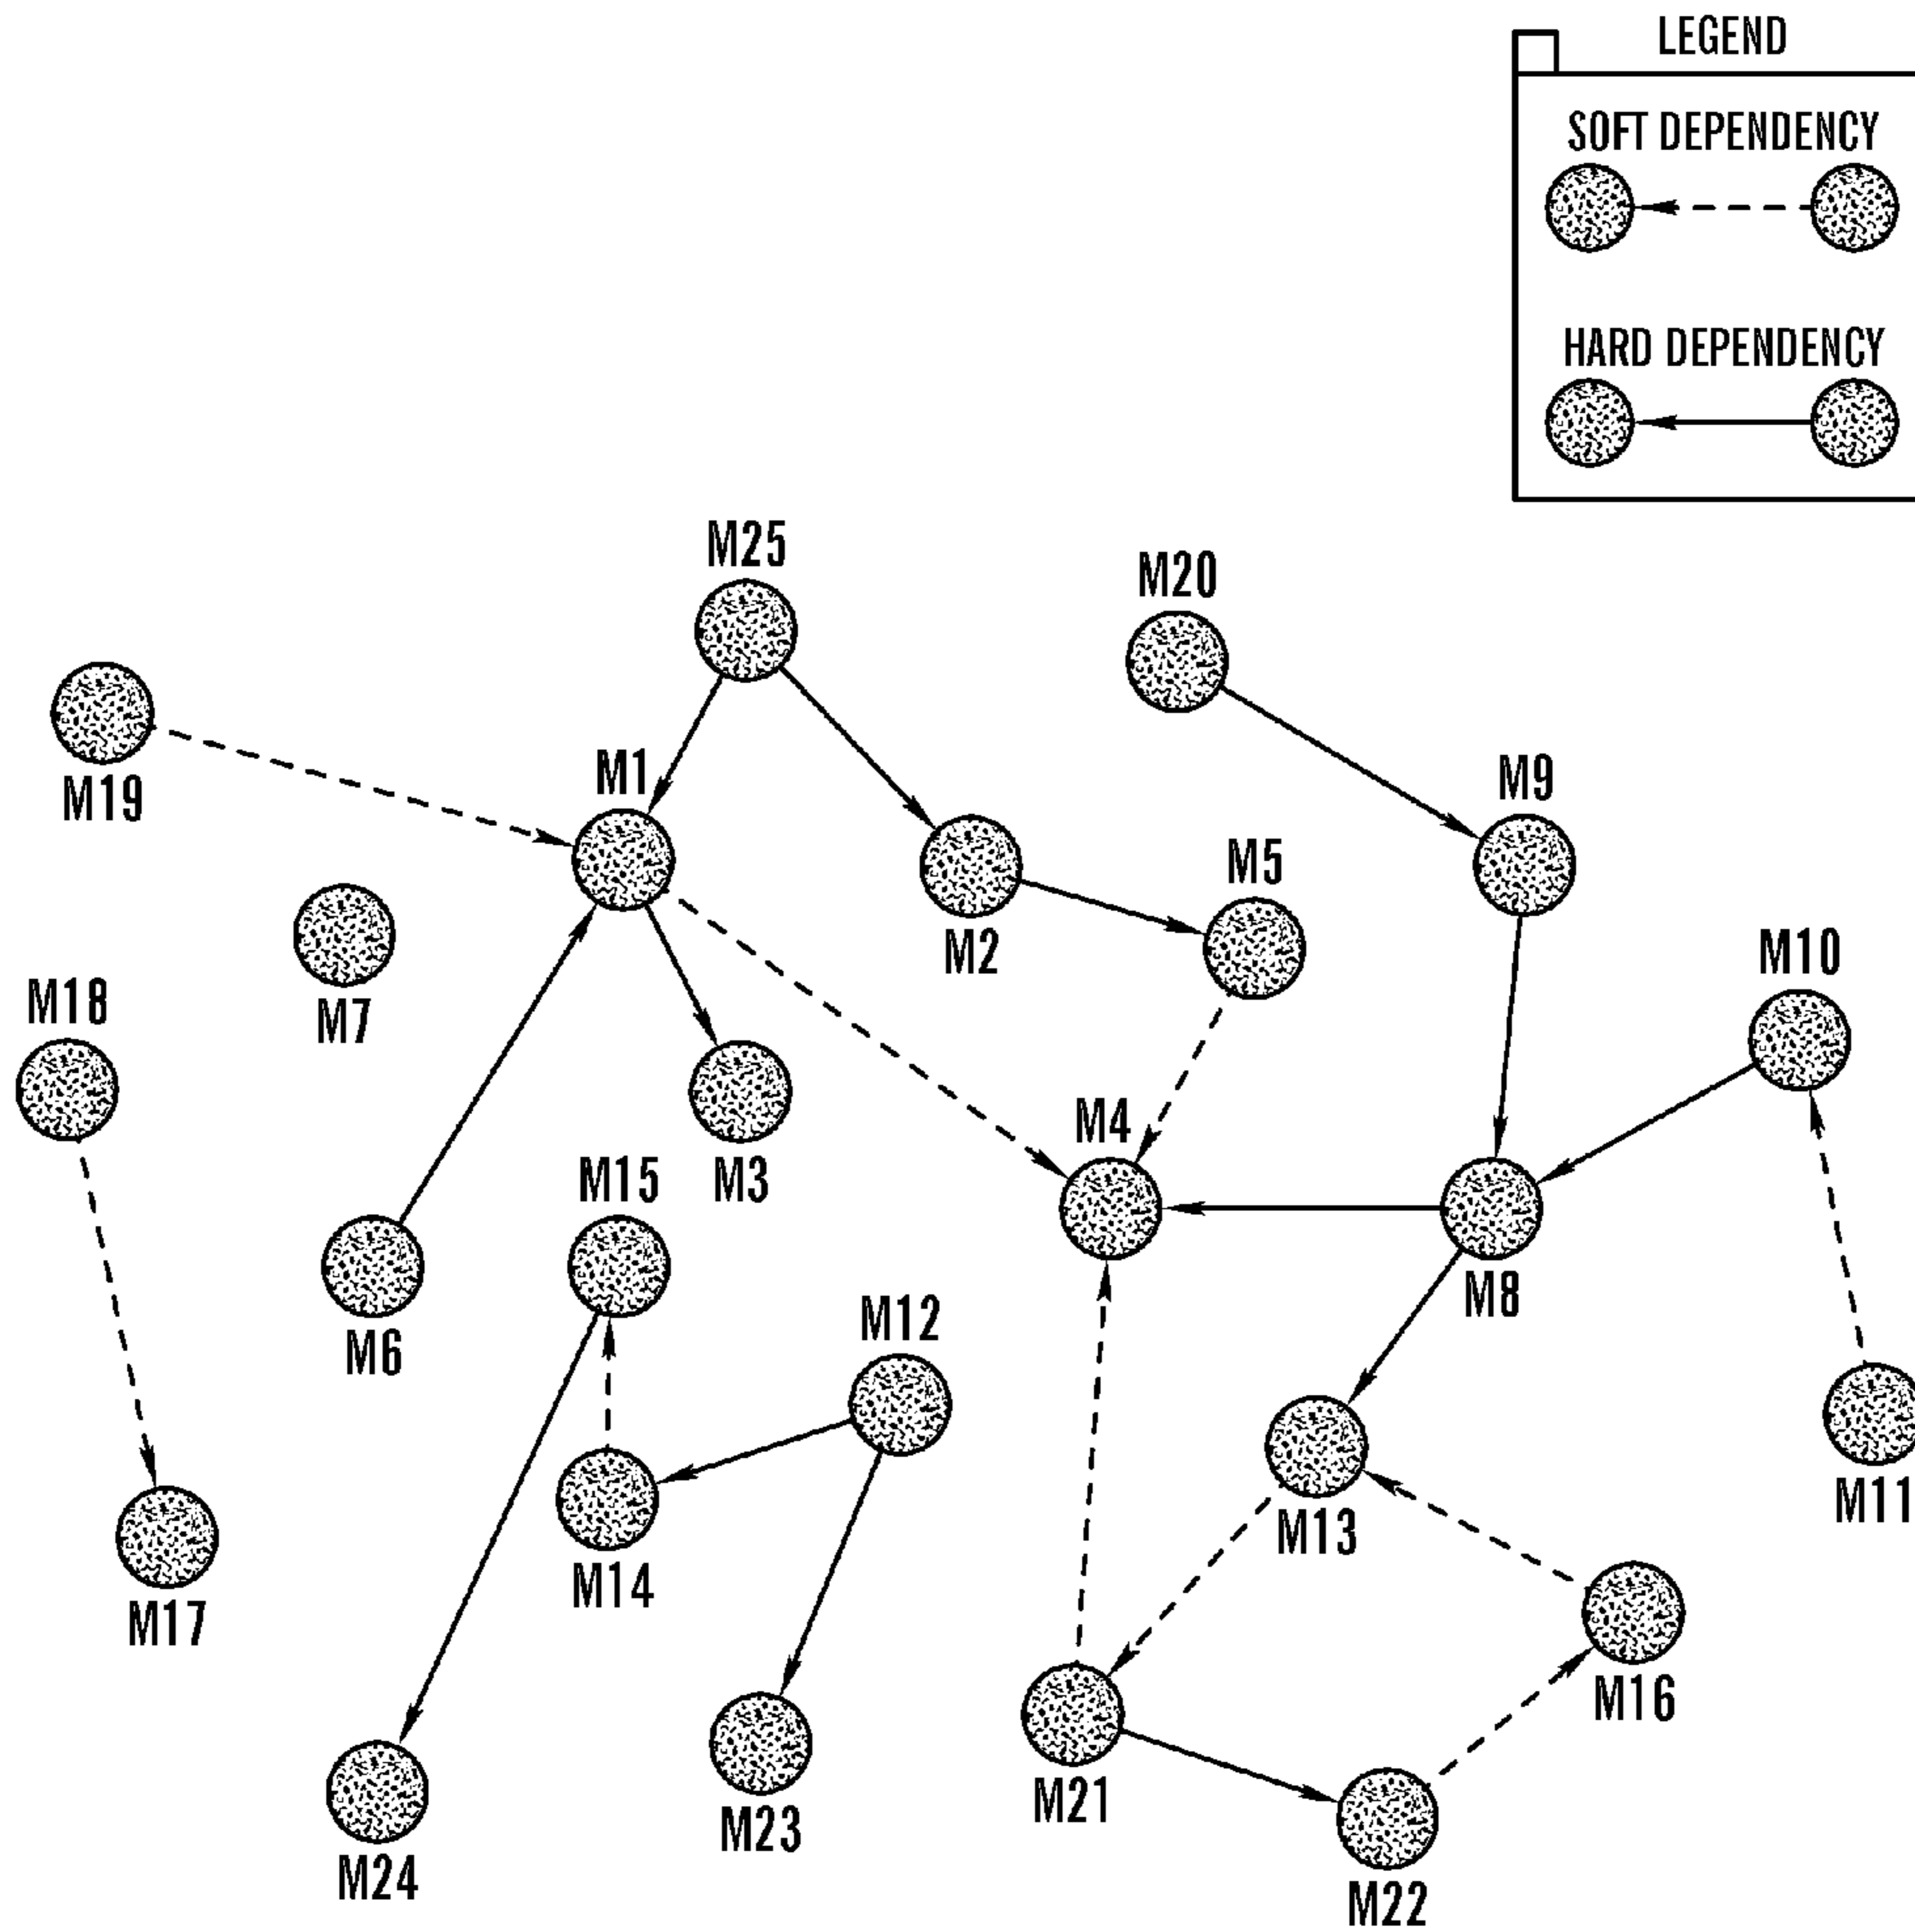 LEGEND
SOFT DEPENDENCY
HARD DEPENDENCY
M25
M20
M19
M1
M9
M5
M2
M10
M18
M7
M4
M15
M3
M8
M12
M6
M11
M13
M14
M17
M16
M21
M23
M24
M22